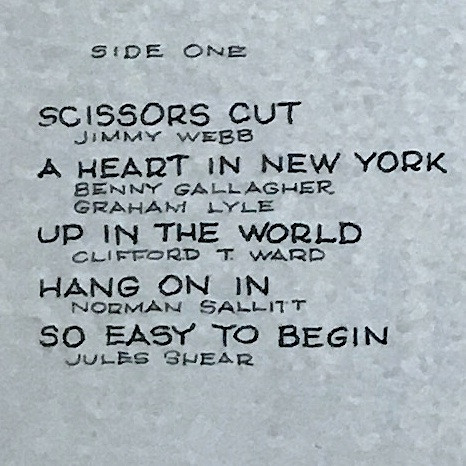 SIDE ONE
SCISSORS CUT
JIMMY WEBB
A HEART IN NEW YORK
BENNY GALLAGHER
GRAHAM LYLE
UP IN THE WORLD
CLIFFORD T. WARD
HANG ON IN
NORMAN SALLITT
SO EASY TO BEGIN
JULES SHEAR